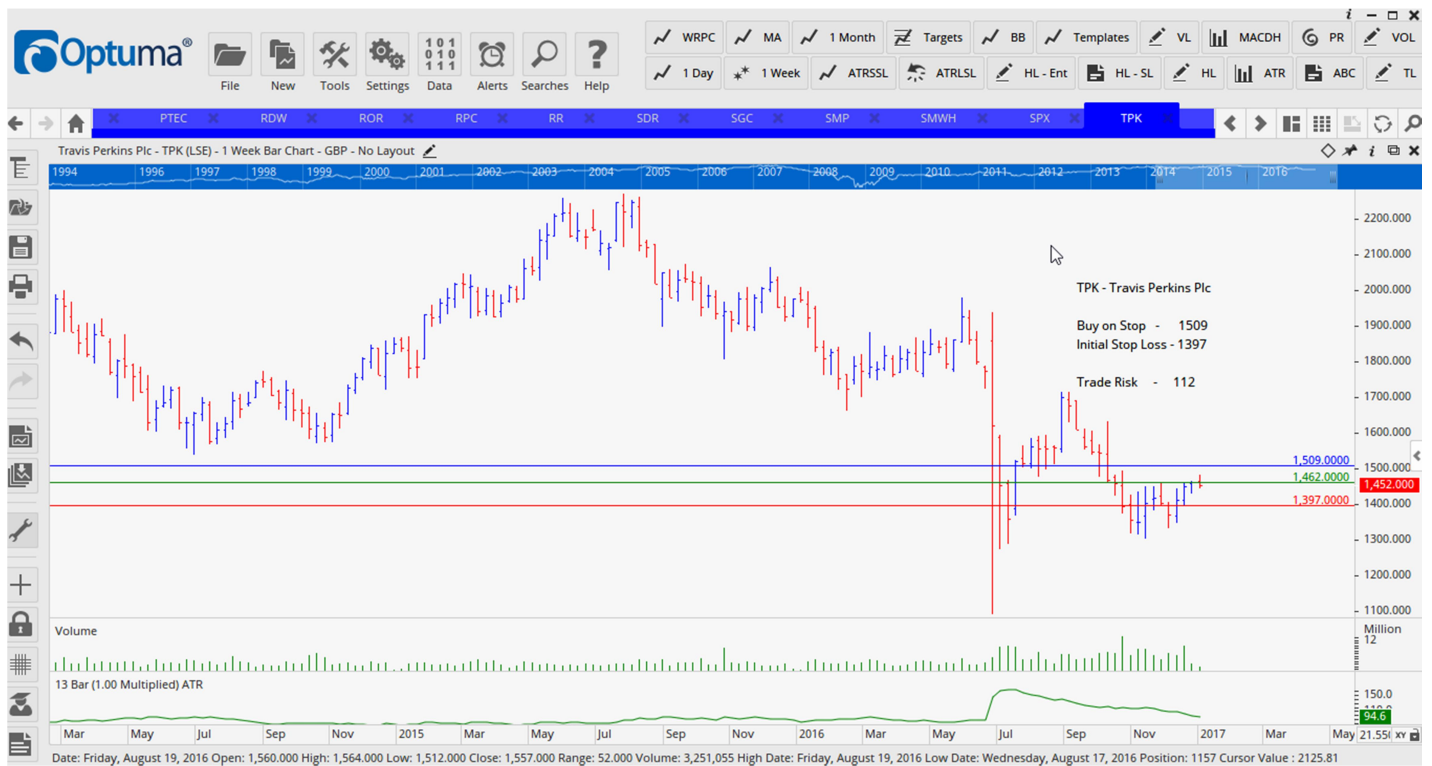 Optuma®
File
New
Tools
Settings
101
010
111
Data
Alerts
Searches
?
Help
i
WRPC
MA
1 Month
Targets
BB
Templates
VL
MACDH
PR
VOL
1 Day
1 Week
ATRSSL
ATRLSL
HL - Ent
HL - SL
HL
ATR
ABC
TL
PTEC
RDW
ROR
RPC
RR
SDR
SGC
SMP
SMWH
SPX
TPK
Travis Perkins Plc - TPK (LSE) - 1 Week Bar Chart - GBP - No Layout
i
1994 1996 1997 1998 1999 2000 2001 2002 2003 2004 2005 2006 2007 2008 2009 2010 2011 2012 2013 2014 2015 2016
TPK - Travis Perkins Plc
Buy on Stop - 1509
Initial Stop Loss - 1397
Trade Risk - 112
1,509.0000
1,462.0000
1,397.0000
2200.000
2100.000
2000.000
1900.000
1800.000
1700.000
1600.000
1500.000
1,452.000
1400.000
1300.000
1200.000
1100.000
Volume
Million
12
13 Bar (1.00 Multiplied) ATR
150.0
94.6
Mar May Jul Sep Nov 2015 Mar May Jul Sep Nov 2016 Mar May Jul Sep Nov 2017 Mar May
XY
Date: Friday, August 19, 2016 Open: 1,560.000 High: 1,564.000 Low: 1,512.000 Close: 1,557.000 Range: 52.000 Volume: 3,251,055 High Date: Friday, August 19, 2016 Low Date: Wednesday, August 17, 2016 Position: 1157 Cursor Value : 2125.81